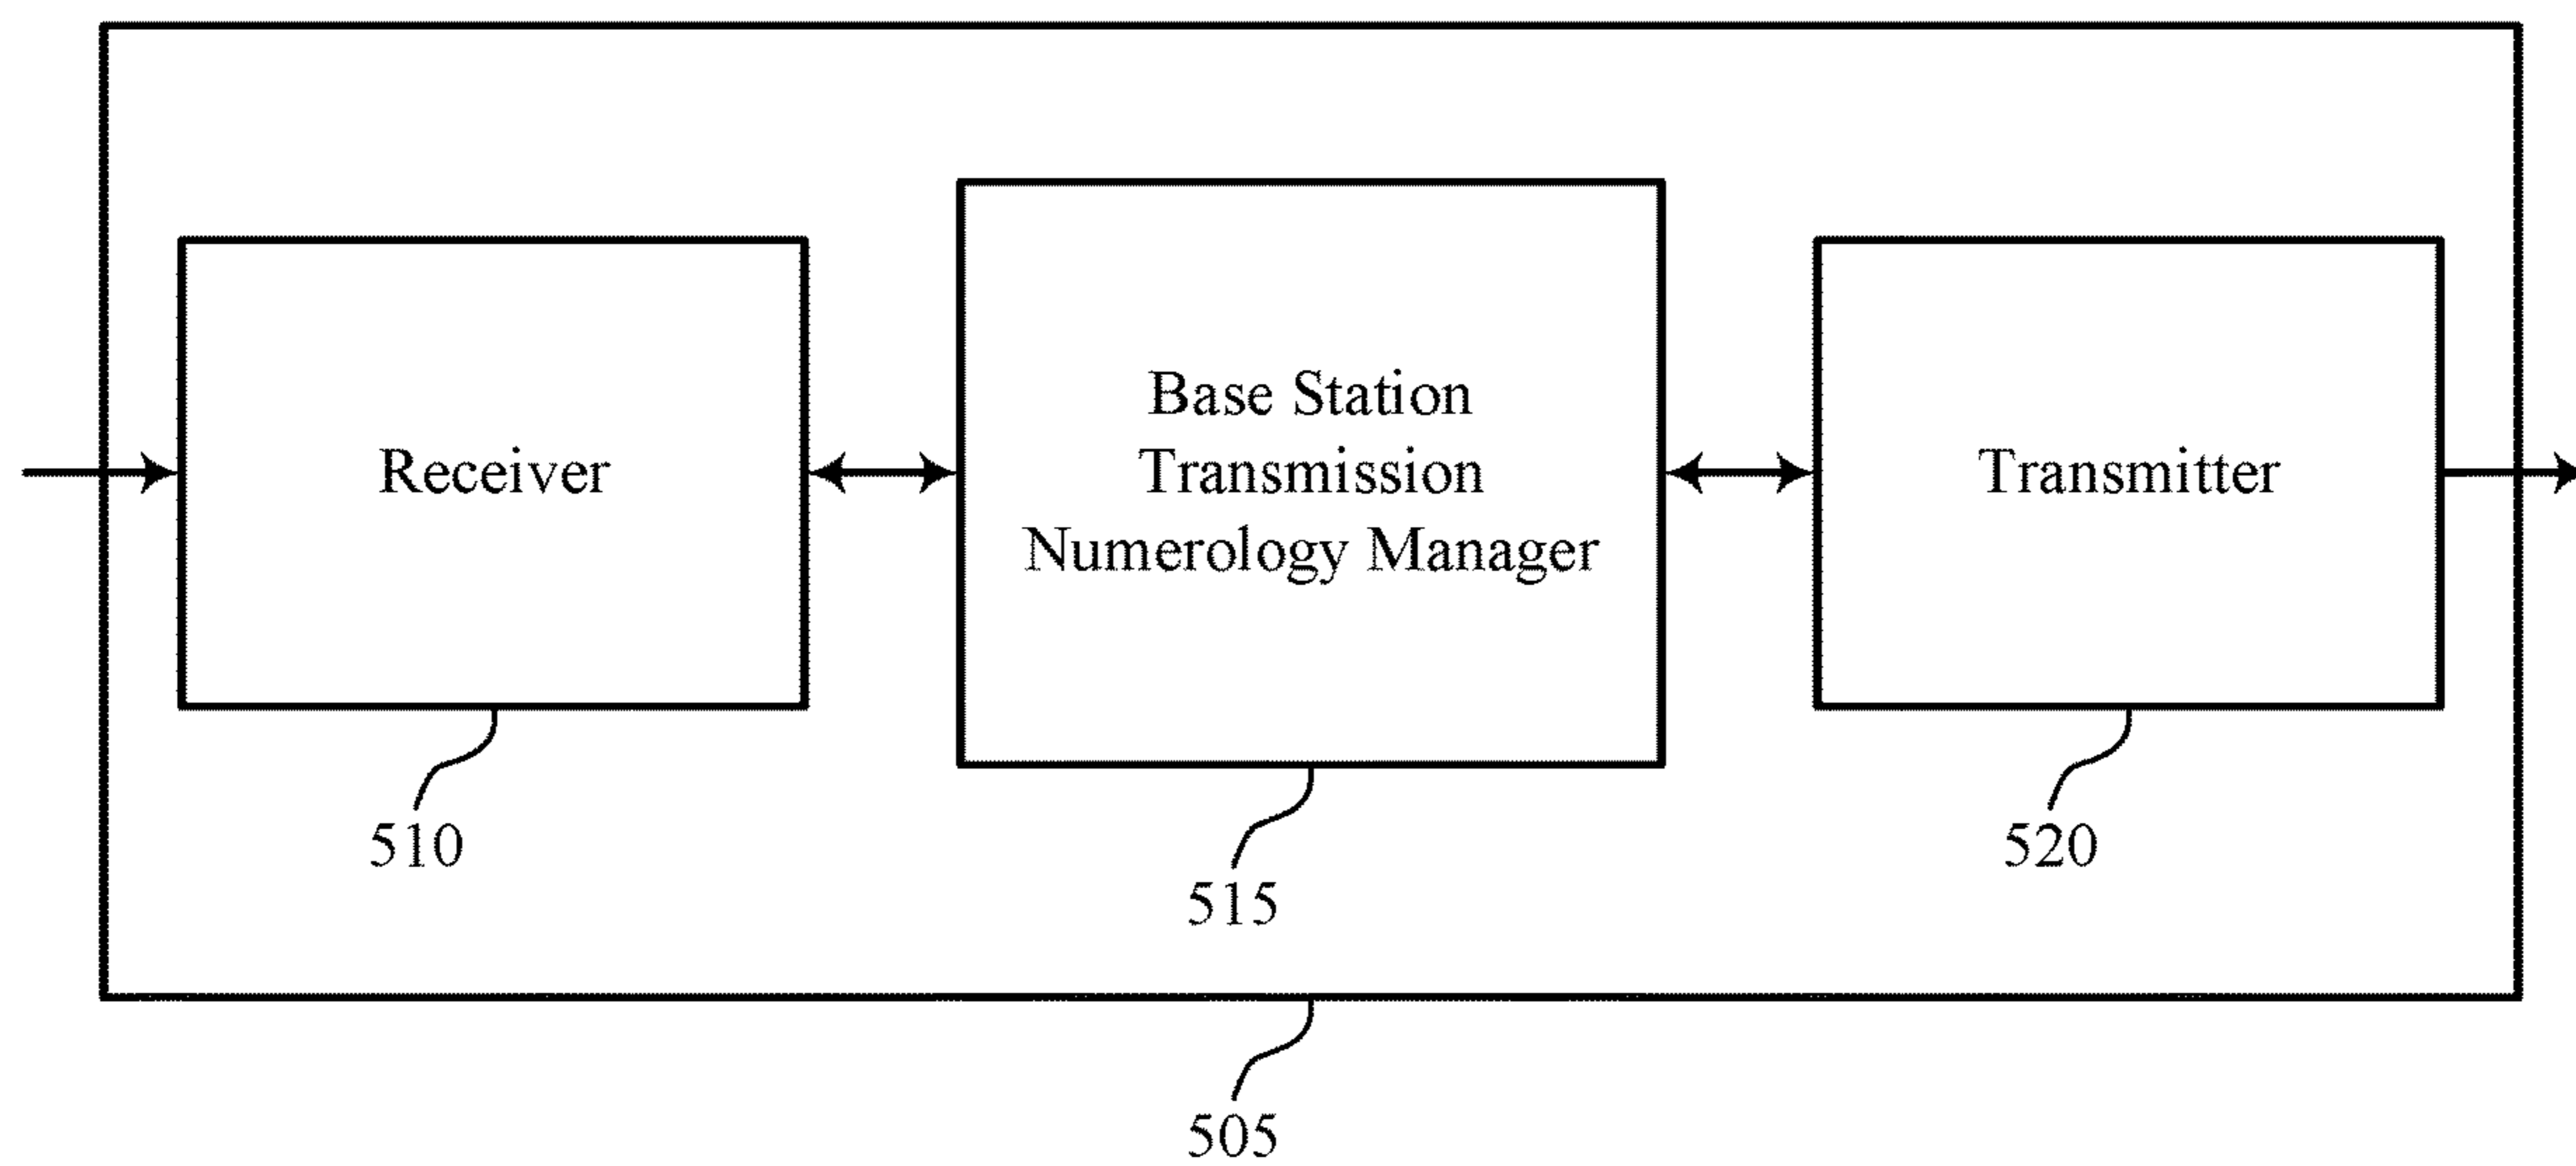 Receiver
Base Station
Transmission
Numerology Manager
Transmitter
510
515
520
505